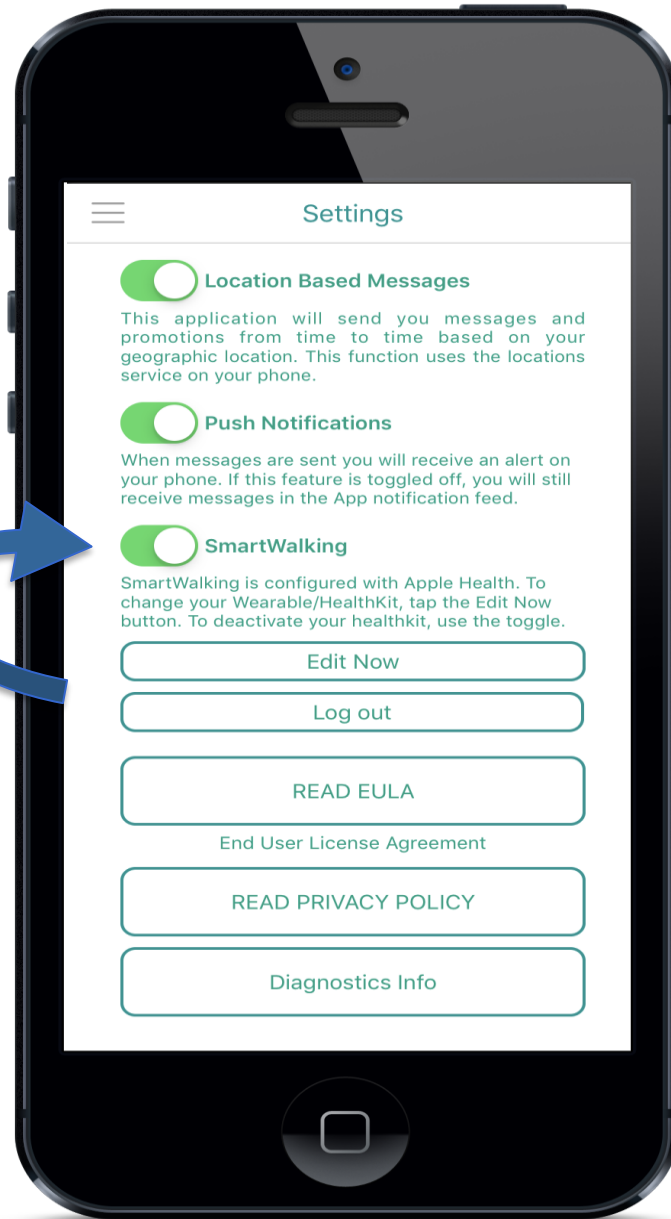 Settings
Location Based Messages
This application will send you messages and
promotions from time to time based on your
geographic location. This function uses the locations
service on your phone.
Push Notifications
When messages are sent you will receive an alert on
your phone. If this feature is toggled off, you will still
receive messages in the App notification feed.
SmartWalking
SmartWalking is configured with Apple Health. To
change your Wearable/HealthKit, tap the Edit Now
button. To deactivate your healthkit, use the toggle.
Edit Now
Log out
READ EULA
End User License Agreement
READ PRIVACY POLICY
Diagnostics Info